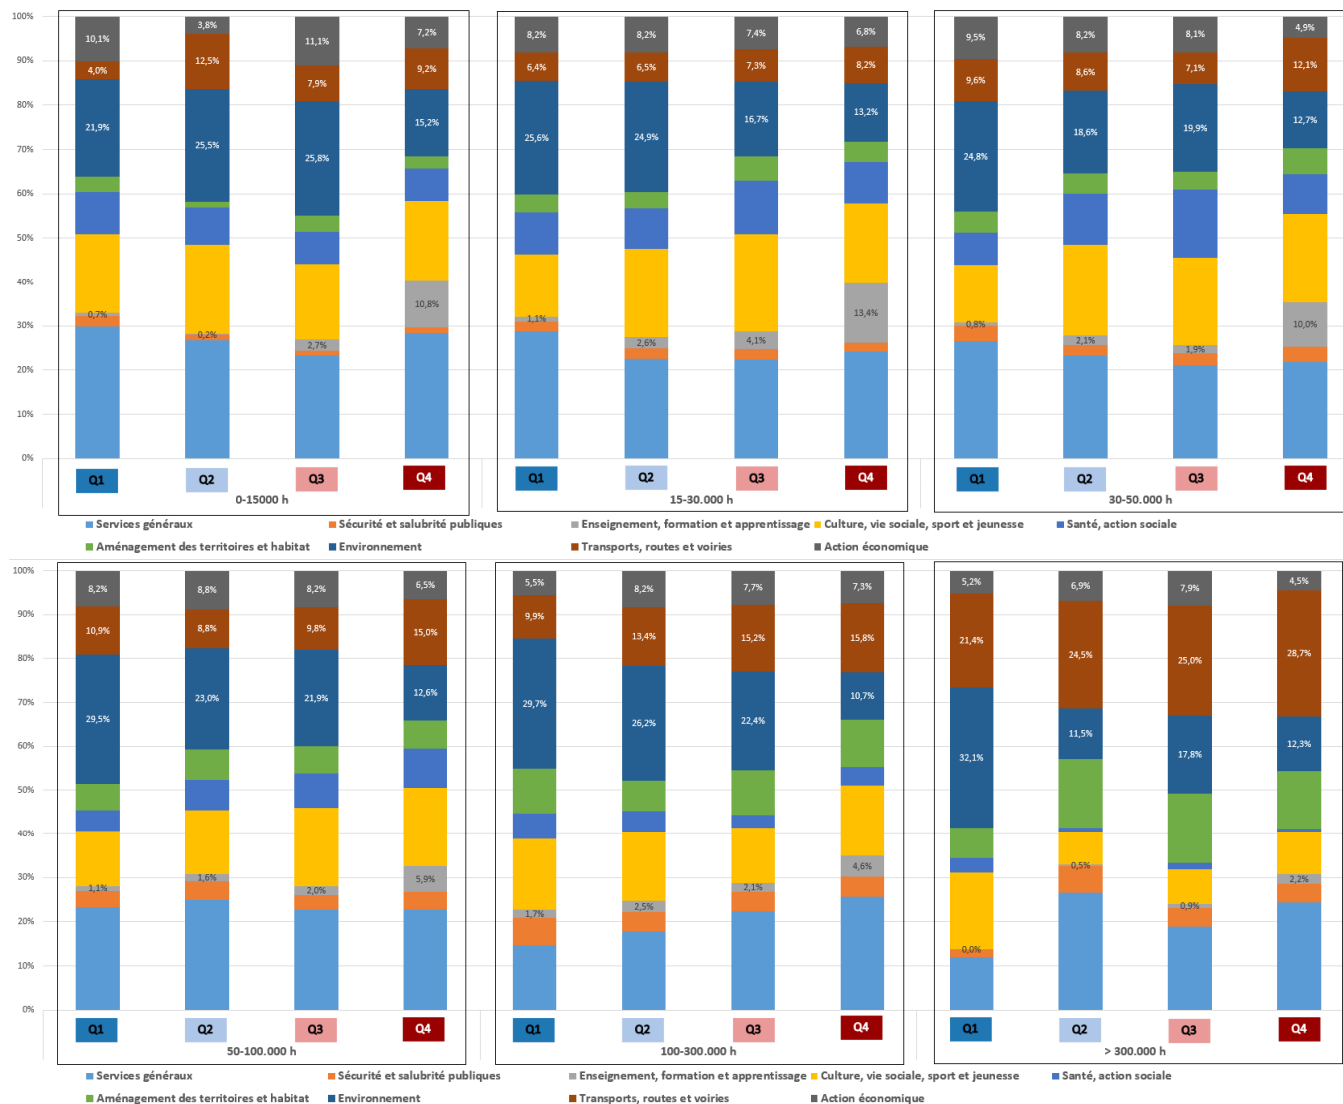 100%
90%
80%
70%
60%
50%
40%
30%
20%
10%
0%
10,1% 3,8% 11,1% 7,2% 8,2% 8,2% 7,4% 6,8% 9,5% 8,2% 8,1% 4,9%
4,0% 12,5% 7,9% 9,2% 6,4% 6,5% 7,3% 8,2% 9,6% 8,6% 7,1% 12,1%
21,9% 25,5% 25,8% 15,2% 25,6% 24,9% 16,7% 13,2% 24,8% 18,6% 19,9% 12,7%
0,7% 0,2% 2,7% 10,8% 1,1% 2,6% 4,1% 13,4% 0,8% 2,1% 1,9% 10,0%
Q1 Q2 Q3 Q4 Q1 Q2 Q3 Q4 Q1 Q2 Q3 Q4
0-15000 h 15-30.000 h 30-50.000 h
Services généraux Sécurité et salubrité publiques Enseignement, formation et apprentissage Culture, vie sociale, sport et jeunesse Santé, action sociale
Aménagement des territoires et habitat Environnement Transports, routes et voiries Action économique
100%
90%
80%
70%
60%
50%
40%
30%
20%
10%
0%
8,2% 8,8% 8,2% 6,5% 5,5% 8,2% 7,7% 7,3% 5,2% 6,9% 7,9% 4,5%
10,9% 8,8% 9,8% 15,0% 9,9% 13,4% 15,2% 15,8% 21,4% 24,5% 25,0% 28,7%
29,5% 23,0% 21,9% 12,6% 29,7% 26,2% 22,4% 10,7% 32,1% 11,5% 17,8% 12,3%
1,1% 1,6% 2,0% 5,9% 1,7% 2,5% 2,1% 4,6% 0,0% 0,5% 0,9% 2,2%
Q1 Q2 Q3 Q4 Q1 Q2 Q3 Q4 Q1 Q2 Q3 Q4
50-100.000 h 100-300.000 h > 300.000 h
Services généraux Sécurité et salubrité publiques Enseignement, formation et apprentissage Culture, vie sociale, sport et jeunesse Santé, action sociale
Aménagement des territoires et habitat Environnement Transports, routes et voiries Action économique